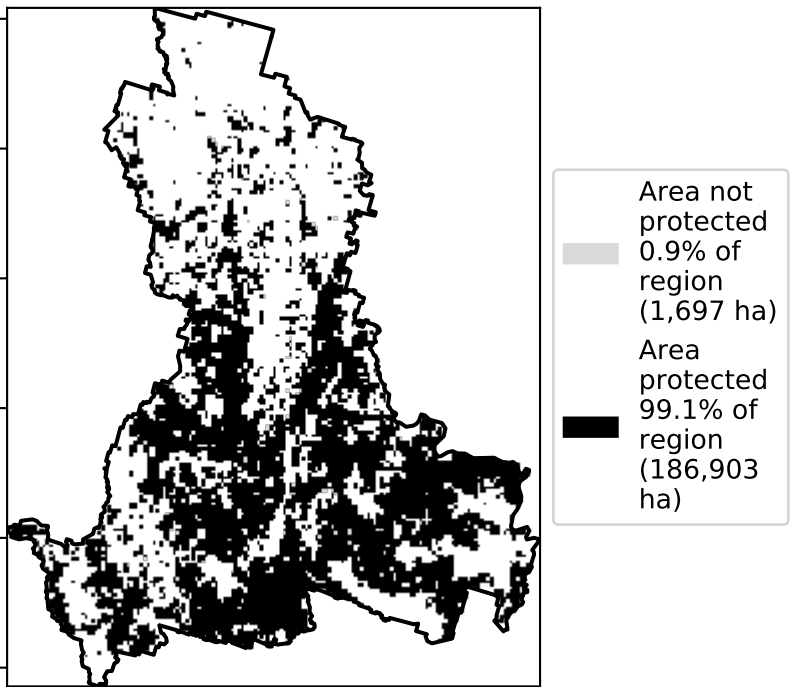 Area not
protected
0.9% of
region
(1,697 ha)
Area
protected
99.1% of
region
(186,903
ha)